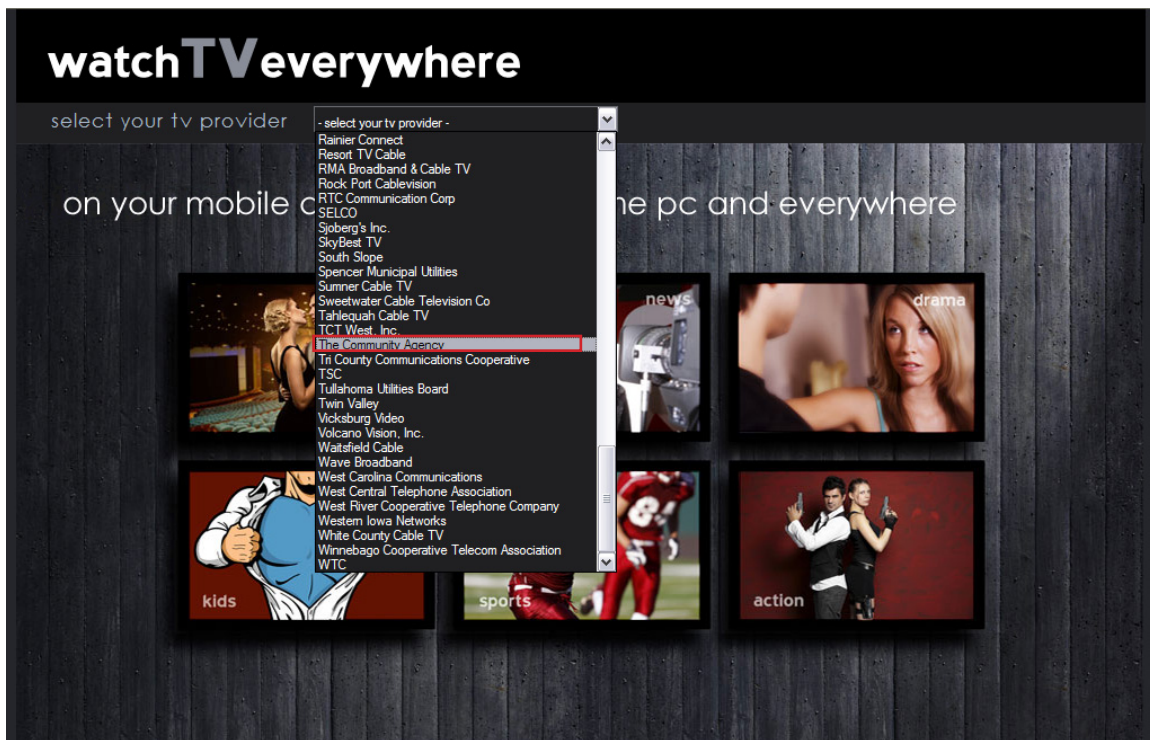 watchTVeverywhere
select your tv provider
- select your tv provider -
Rainier Connect
Resort TV Cable
RMA Broadband & Cable TV
Rock Port Cablevision
RTC Communication Corp
SELCO
Sjoberg's Inc.
SkyBest TV
South Slope
Spencer Municipal Utilities
Sumner Cable TV
Sweetwater Cable Television Co
Tahlequah Cable TV
TCT West, Inc.
The Community Agency
Tri County Communications Cooperative
TSC
Tullahoma Utilities Board
Twin Valley
Vicksburg Video
Volcano Vision, Inc.
Waitsfield Cable
Wave Broadband
West Carolina Communications
West Central Telephone Association
West River Cooperative Telephone Company
Western Iowa Networks
White County Cable TV
Winnebago Cooperative Telecom Association
WTC
on your mobile pc and everywhere
news
drama
kids
sports
action